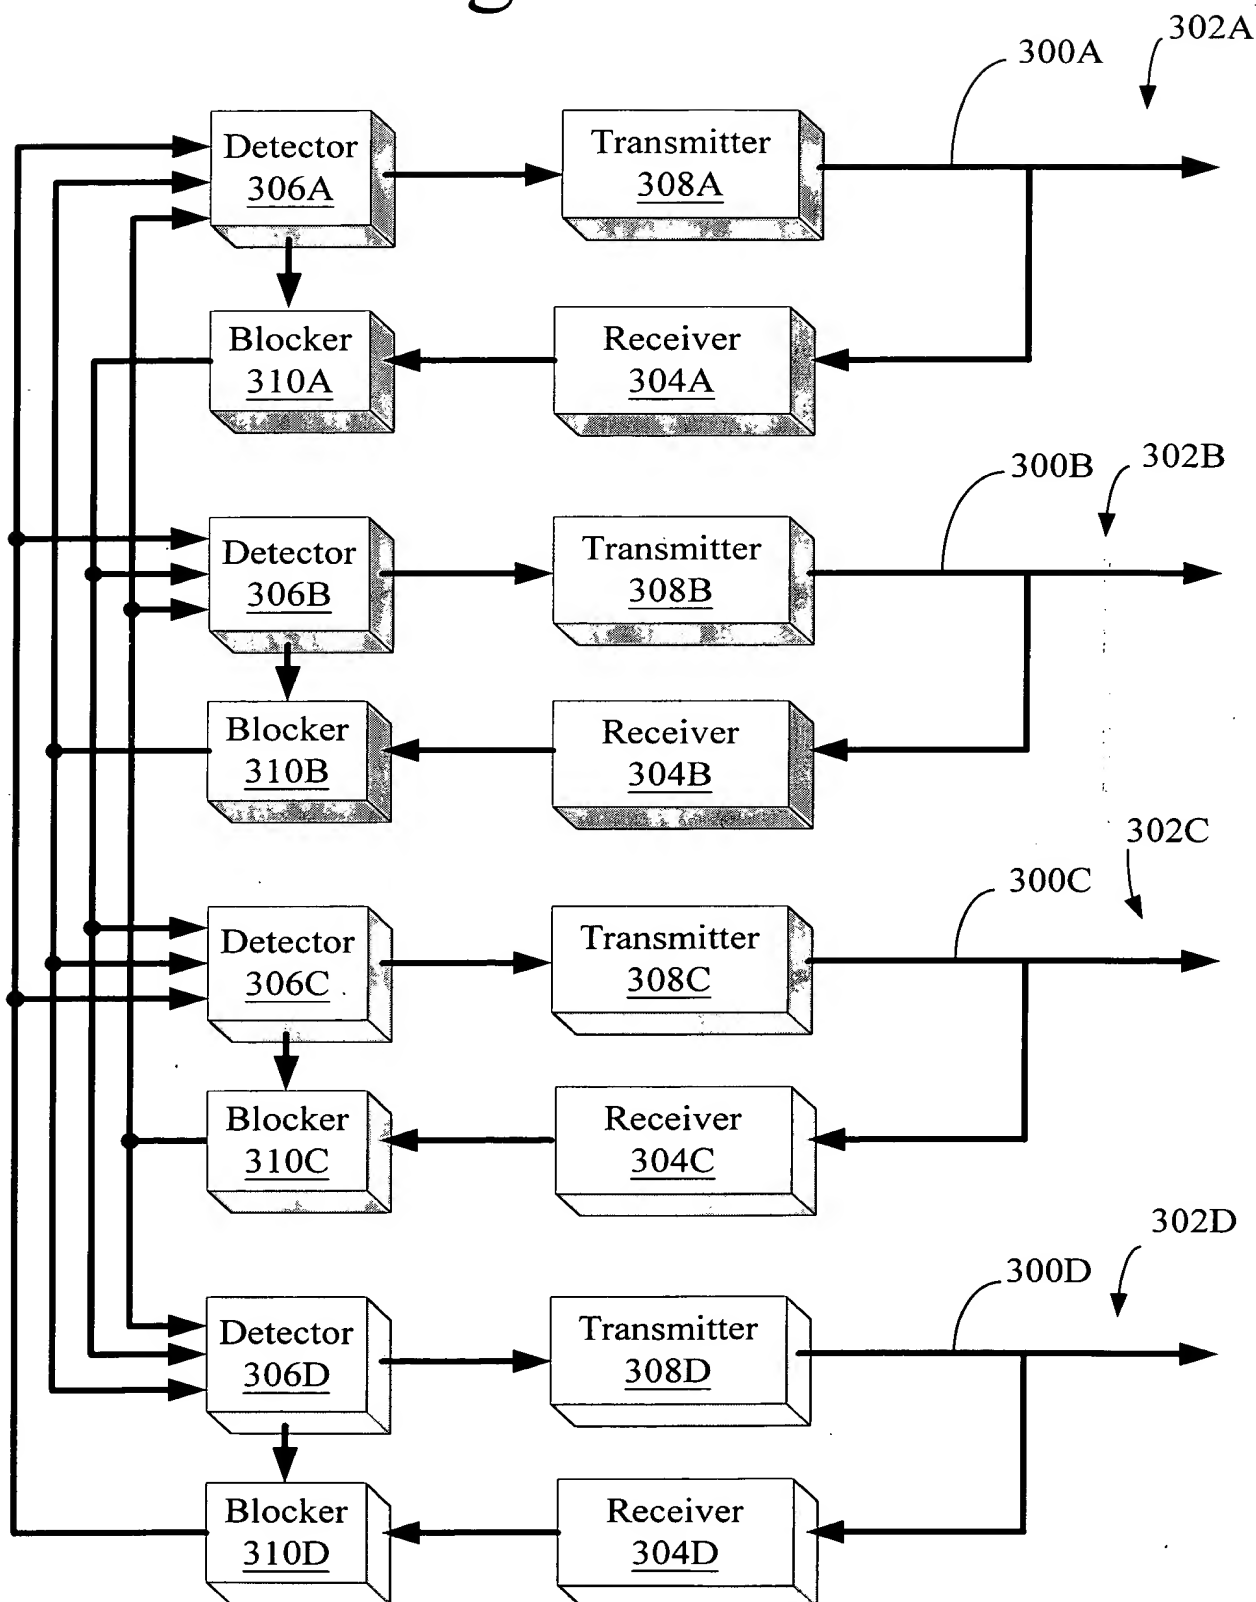 302A
300A
Detector
306A
Transmitter
308A
Blocker
310A
Receiver
304A
300B
302B
Detector
306B
Transmitter
308B
Blocker
310B
Receiver
304B
302C
300C
Detector
306C
Transmitter
308C
Blocker
310C
Receiver
304C
302D
300D
Detector
306D
Transmitter
308D
Blocker
310D
Receiver
304D